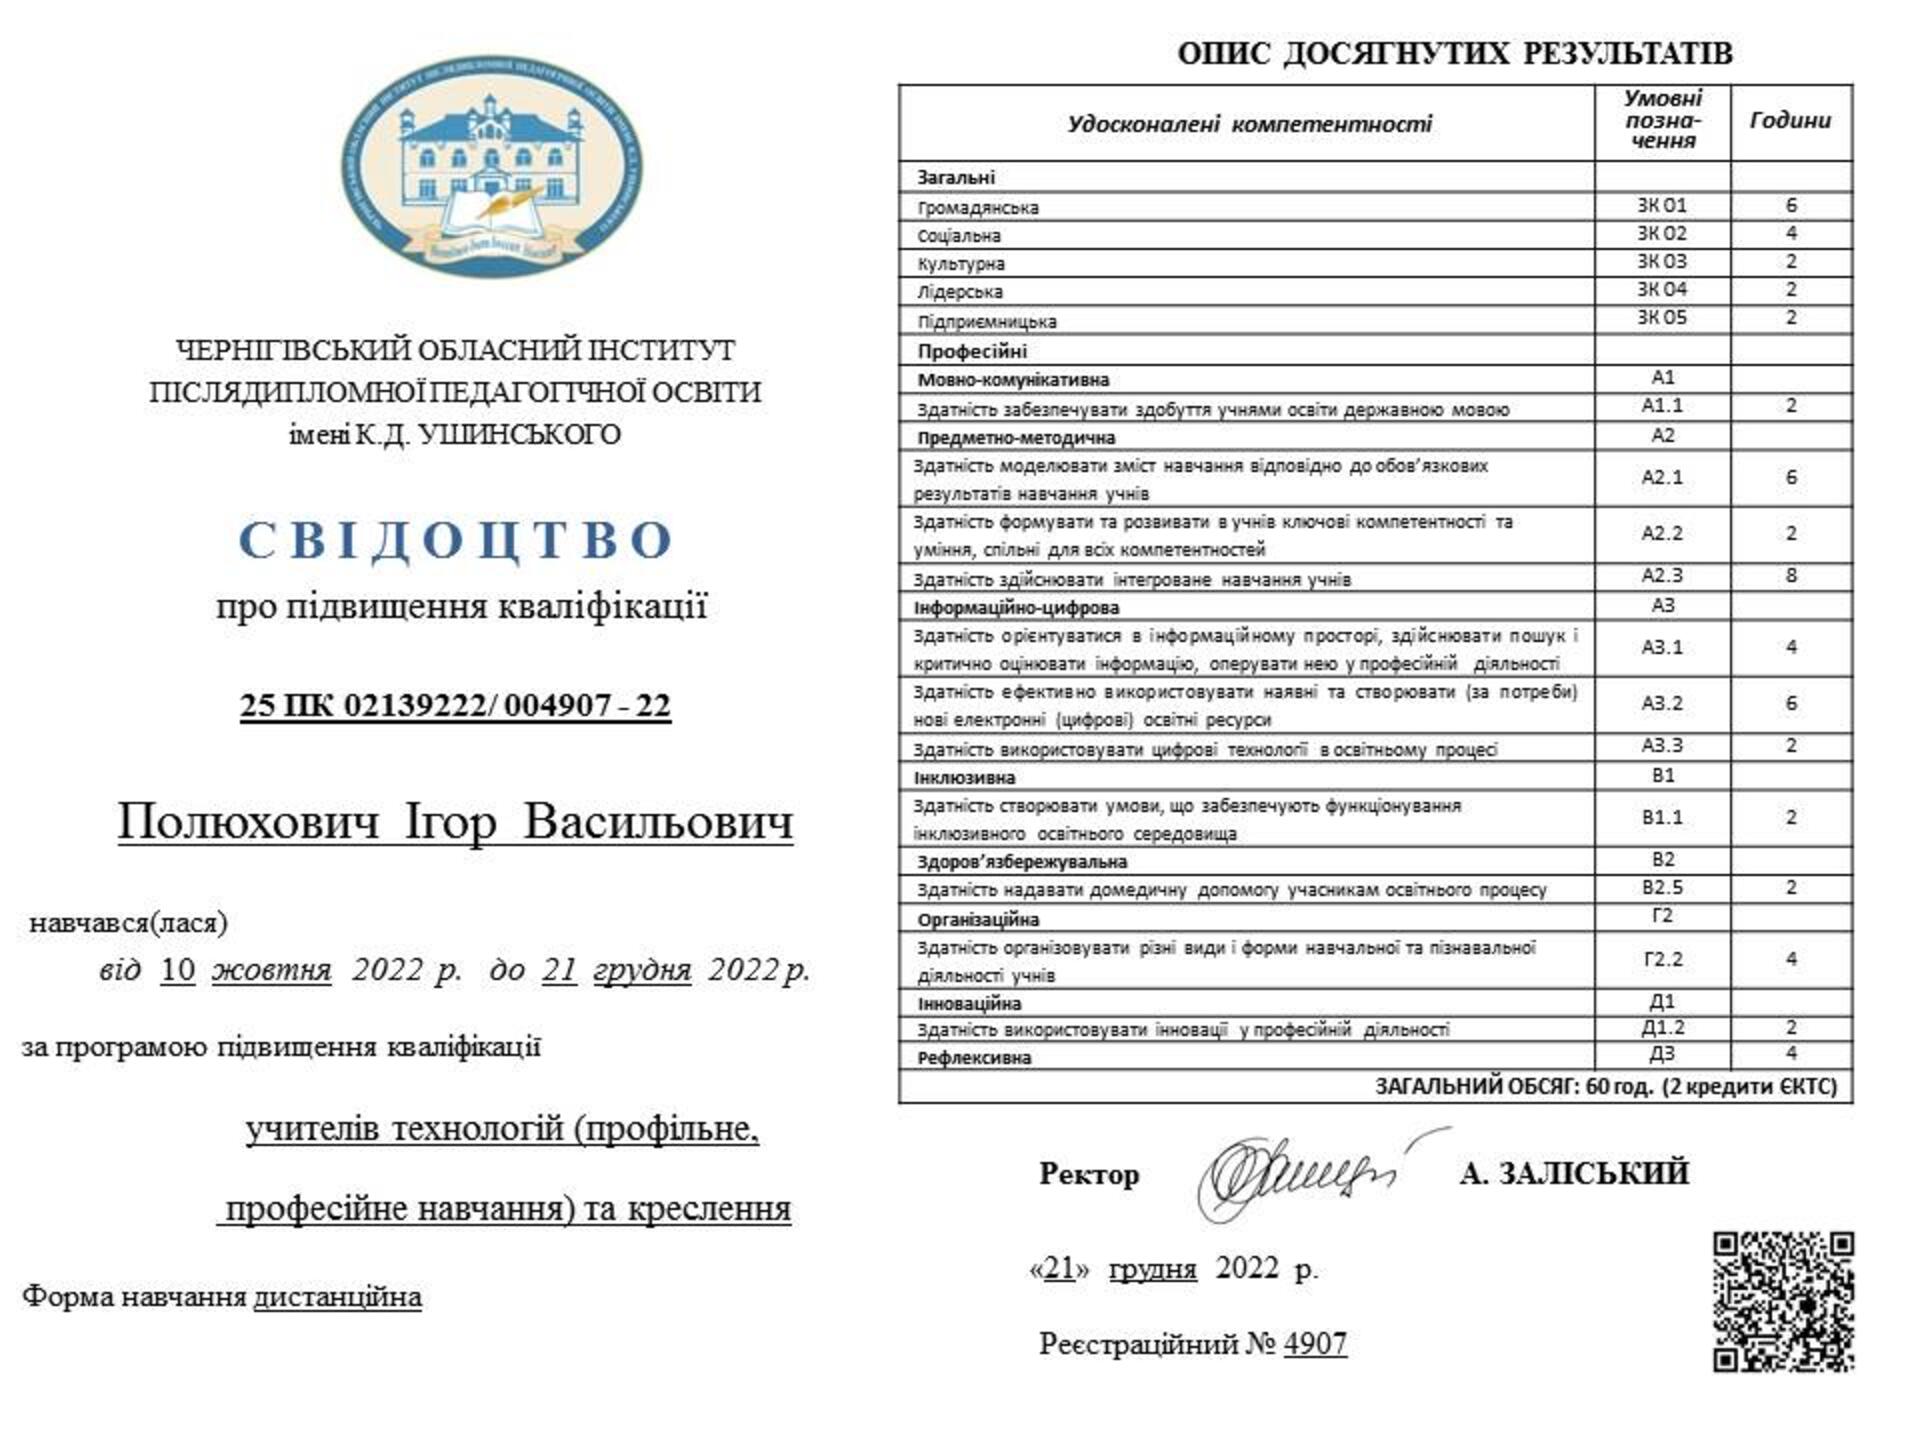 ЧЕРНІГІВСЬКИЙ ОБЛАСНИЙ ІНСТИТУТ
ПІСЛЯДИПЛОМНОЇ ПЕДАГОГІЧНОЇ ОСВІТИ
імені К.Д. УШИНСЬКОГО
СВІДОЦТВО
про підвищення кваліфікації
25 ПК 02139222/ 004907 - 22
Полюхович Ігор Васильович
навчався(лася)
від 10 жовтня 2022 р. до 21 грудня 2022 р.
за програмою підвищення кваліфікації
учителів технологій (профільне,
професійне навчання) та креслення
Форма навчання дистанційна
ОПИС ДОСЯГНУТИХ РЕЗУЛЬТАТІВ
Удосконалені компетентності
Умовні
позна-
чення
Години
Загальні
Громадянська ЗК 01 6
Соціальна ЗК 02 4
Культурна ЗК 03 2
Лідерська ЗК 04 2
Підприємницька ЗК 05 2
Професійні
Мовно-комунікативна А1
Здатність забезпечувати здобуття учнями освіти державною мовою А1.1 2
Предметно-методична А2
Здатність моделювати зміст навчання відповідно до обов’язкових
результатів навчання учнів А2.1 6
Здатність формувати та розвивати в учнів ключові компетентності та
уміння, спільні для всіх компетентностей А2.2 2
Здатність здійснювати інтегроване навчання учнів А2.3 8
Інформаційно-цифрова А3
Здатність орієнтуватися в інформаційному просторі, здійснювати пошук і
критично оцінювати інформацію, оперувати нею у професійній діяльності А3.1 4
Здатність ефективно використовувати наявні та створювати (за потреби)
нові електронні (цифрові) освітні ресурси А3.2 6
Здатність використовувати цифрові технології в освітньому процесі А3.3 2
Інклюзивна В1
Здатність створювати умови, що забезпечують функціонування
інклюзивного освітнього середовища В1.1 2
Здоров’язбережувальна В2
Здатність надавати домедичну допомогу учасникам освітнього процесу В2.5 2
Організаційна Г2
Здатність організовувати різні види і форми навчальної та пізнавальної
діяльності учнів Г2.2 4
Інноваційна Д1
Здатність використовувати інновації у професійній діяльності Д1.2 2
Рефлексивна Д3 4
ЗАГАЛЬНИЙ ОБСЯГ: 60 год. (2 кредити ЄКТС)
Ректор А. ЗАЛІСЬКИЙ
«21» грудня 2022 р.
Реєстраційний № 4907